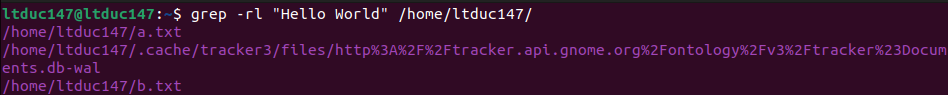 ltduc147@ltduc147:~$ grep -rl "Hello World" /home/ltduc147/
/home/ltduc147/a.txt
/home/ltduc147/.cache/tracker3/files/http%3A%2F%2Ftracker.api.gnome.org%2Fontology%2Fv3%2Ftracker%23Docum
ents.db-wal
/home/ltduc147/b.txt